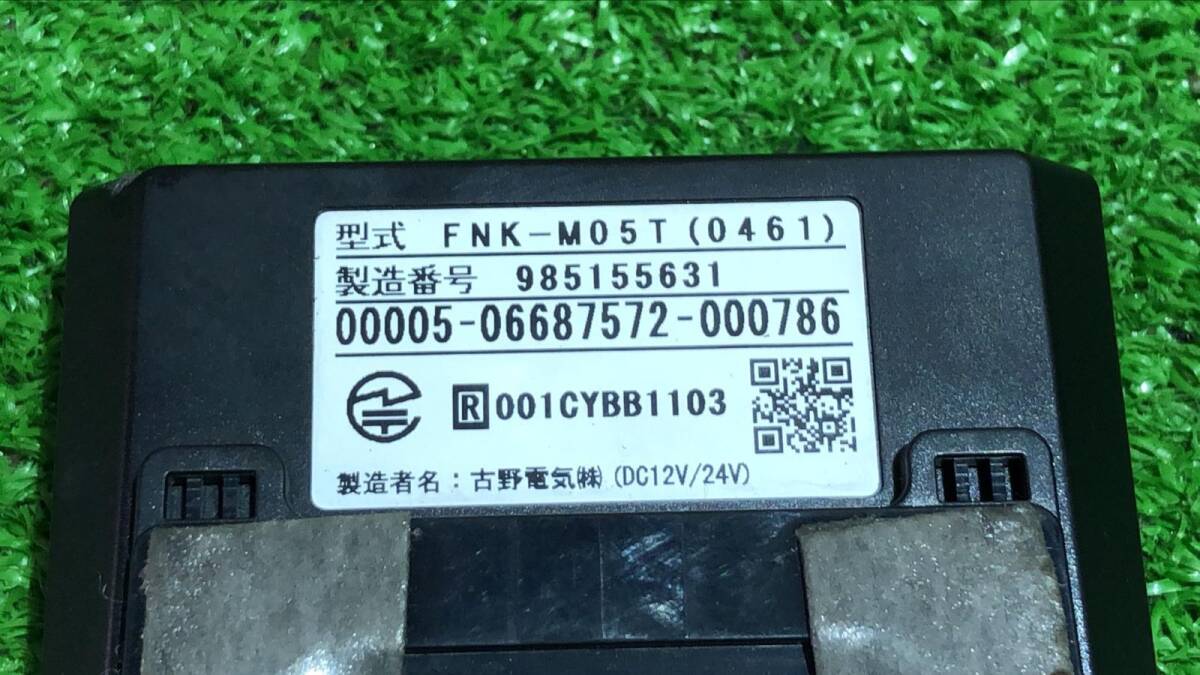 型式 FNK-M05T(0461)
製造番号 985155631
00005-06687572-000786
R 001CYBB1103
製造者名：古野電気㈱ (DC12V/24V)